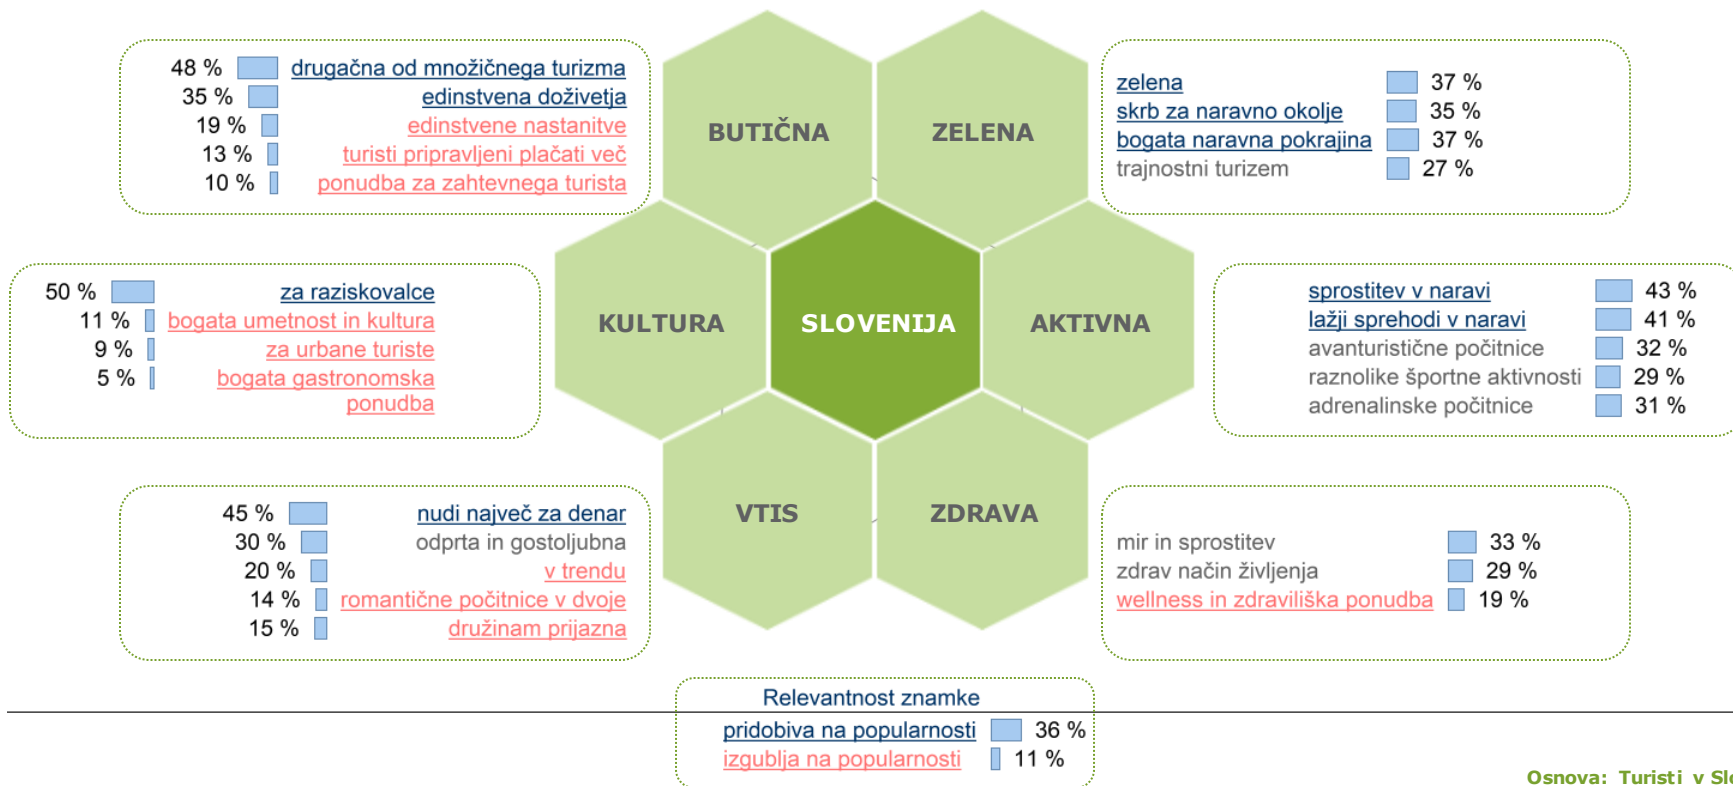 48 % drugačna od množičnega turizma
35 % edinstvena doživetja
19 % edinstvene nastanitve
13 % turisti pripravljeni plačati več
10 % ponudba za zahtevnega turista
BUTIČNA
ZELENA
zelena 37 %
skrb za naravno okolje 35 %
bogata naravna pokrajina 37 %
trajnostni turizem 27 %
50 % za raziskovalce
11 % bogata umetnost in kultura
9 % za urbane turiste
5 % bogata gastronomska
ponudba
KULTURA
SLOVENIJA
AKTIVNA
sprostitev v naravi 43 %
lažji sprehodi v naravi 41 %
avanturistične počitnice 32 %
raznolike športne aktivnosti 29 %
adrenalinske počitnice 31 %
45 % nudi največ za denar
30 % odprta in gostoljubna
20 % v trendu
14 % romantične počitnice v dvoje
15 % družinam prijazna
VTIS
ZDRAVA
mir in sprostitev 33 %
zdrav način življenja 29 %
wellness in zdraviliška ponudba 19 %
Relevantnost znamke
pridobiva na popularnosti 36 %
izgublja na popularnosti 11 %
Osnova: Turisti v